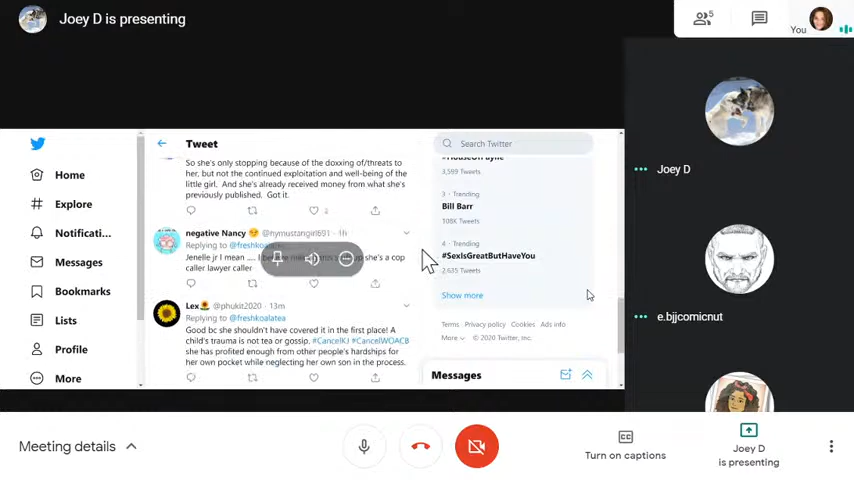 Joey D is presenting
5
You
Home
Explore
Notificati...
Messages
Bookmarks
Lists
Profile
More
Tweet
So she's only stopping because of the doxxing of/threats to
her, but not the continued exploitation and well-being of the
little girl. And she's already received money from what she's
previously published. Got it.
negative Nancy
Replying to @freshkoalatea
Jenelle jr I mean .... I she's a cop
caller lawyer caller
Lex @phukit2020 · 13m
Replying to @freshkoalatea
Good bc she shouldn't have covered it in the first place! A
child's trauma is not tea or gossip. #CancelKJ #CancelWOACB
she has profited enough from other people's hardships for
her own pocket while neglecting her own son in the process.
Search Twitter
3,599 Tweets
3 · Trending
Bill Barr
108K Tweets
4 · Trending
#SexIsGreatButHaveYou
2,635 Tweets
Show more
Terms Privacy policy Cookies Ads info
More © 2020 Twitter, Inc.
Messages
Joey D
e.bjjcomicnut
Meeting details
Turn on captions
Joey D
is presenting